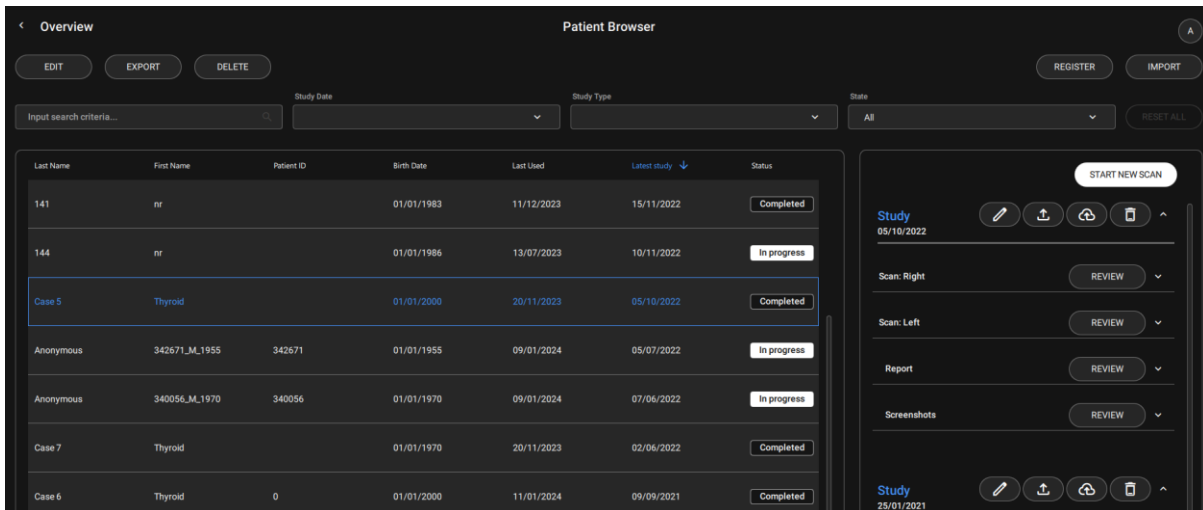 Overview
Patient Browser
A
EDIT EXPORT DELETE
REGISTER IMPORT
Study Date Study Type State
Input search criteria... All RESET ALL
Last Name First Name Patient ID Birth Date Last Used Latest study Status
141 nr 01/01/1983 11/12/2023 15/11/2022 Completed
144 nr 01/01/1986 13/07/2023 10/11/2022 In progress
Case 5 Thyroid 01/01/2000 20/11/2023 05/10/2022 Completed
Anonymous 342671_M_1955 342671 01/01/1955 09/01/2024 05/07/2022 In progress
Anonymous 340056_M_1970 340056 01/01/1970 09/01/2024 07/06/2022 In progress
Case 7 Thyroid 01/01/1970 20/11/2023 02/06/2022 Completed
Case 6 Thyroid 0 01/01/2000 11/01/2024 09/09/2021 Completed
START NEW SCAN
Study
05/10/2022
Scan: Right REVIEW
Scan: Left REVIEW
Report REVIEW
Screenshots REVIEW
Study
25/01/2021